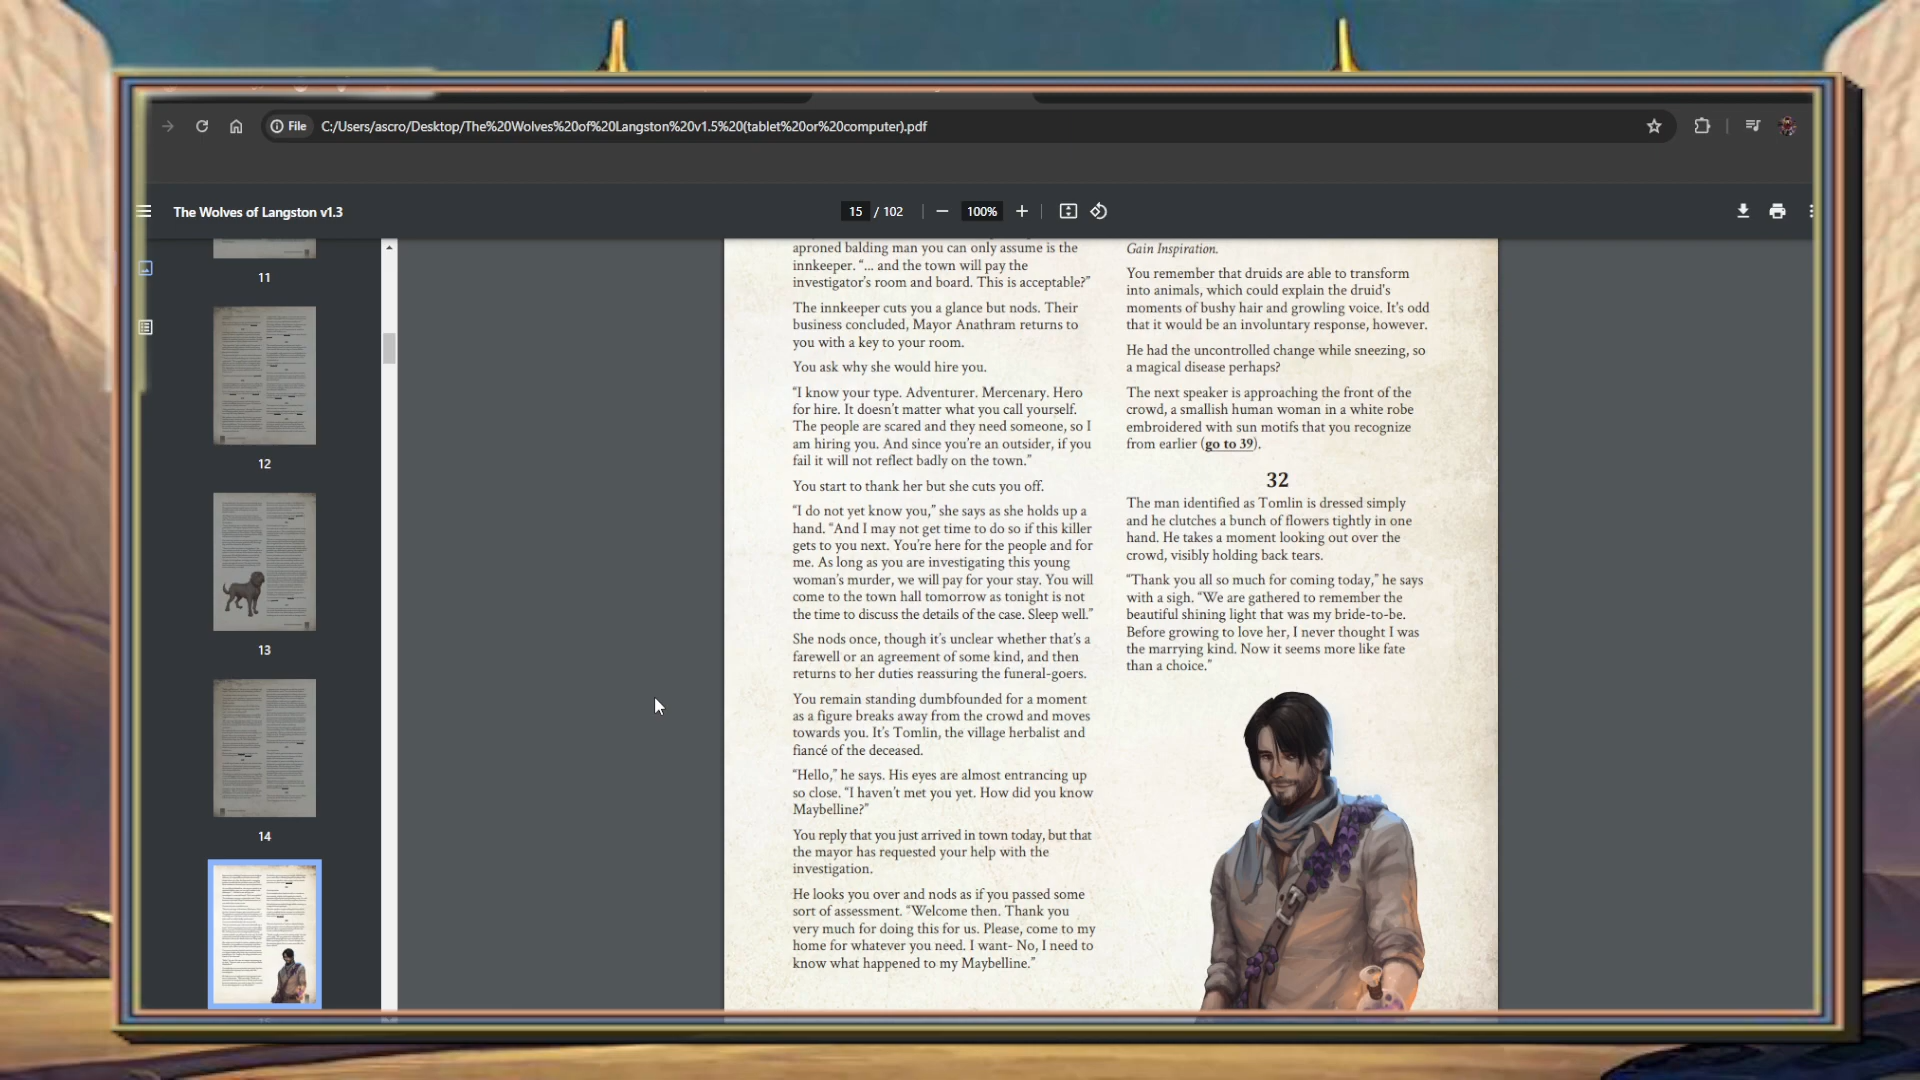 File
C:/Users/ascro/Desktop/The%20Wolves%20of%20Langston%20v1.5%20(tablet%20or%20computer).pdf
The Wolves of Langston v1.3
15 / 102
100%
11
12
13
14
aproned balding man you can only assume is the
innkeeper. “... and the town will pay the
investigator’s room and board. This is acceptable?”
The innkeeper cuts you a glance but nods. Their
business concluded, Mayor Anathram returns to
you with a key to your room.
You ask why she would hire you.
“I know your type. Adventurer. Mercenary. Hero
for hire. It doesn’t matter what you call yourself.
The people are scared and they need someone, so I
am hiring you. And since you’re an outsider, if you
fail it will not reflect badly on the town.”
You start to thank her but she cuts you off.
“I do not yet know you,” she says as she holds up a
hand. “And I may not get time to do so if this killer
gets to you next. You’re here for the people and for
me. As long as you are investigating this young
woman’s murder, we will pay for your stay. You will
come to the town hall tomorrow as tonight is not
the time to discuss the details of the case. Sleep well.”
She nods once, though it’s unclear whether that’s a
farewell or an agreement of some kind, and then
returns to her duties reassuring the funeral-goers.
You remain standing dumbfounded for a moment
as a figure breaks away from the crowd and moves
towards you. It’s Tomlin, the village herbalist and
fiancé of the deceased.
“Hello,” he says. His eyes are almost entrancing up
so close. “I haven’t met you yet. How did you know
Maybelline?”
You reply that you just arrived in town today, but that
the mayor has requested your help with the
investigation.
He looks you over and nods as if you passed some
sort of assessment. “Welcome then. Thank you
very much for doing this for us. Please, come to my
home for whatever you need. I want- No, I need to
know what happened to my Maybelline.”
Gain Inspiration.
You remember that druids are able to transform
into animals, which could explain the druid's
moments of bushy hair and growling voice. It's odd
that it would be an involuntary response, however.
He had the uncontrolled change while sneezing, so
a magical disease perhaps?
The next speaker is approaching the front of the
crowd, a smallish human woman in a white robe
embroidered with sun motifs that you recognize
from earlier (go to 39).
32
The man identified as Tomlin is dressed simply
and he clutches a bunch of flowers tightly in one
hand. He takes a moment looking out over the
crowd, visibly holding back tears.
“Thank you all so much for coming today,” he says
with a sigh. “We are gathered to remember the
beautiful shining light that was my bride-to-be.
Before growing to love her, I never thought I was
the marrying kind. Now it seems more like fate
than a choice.”